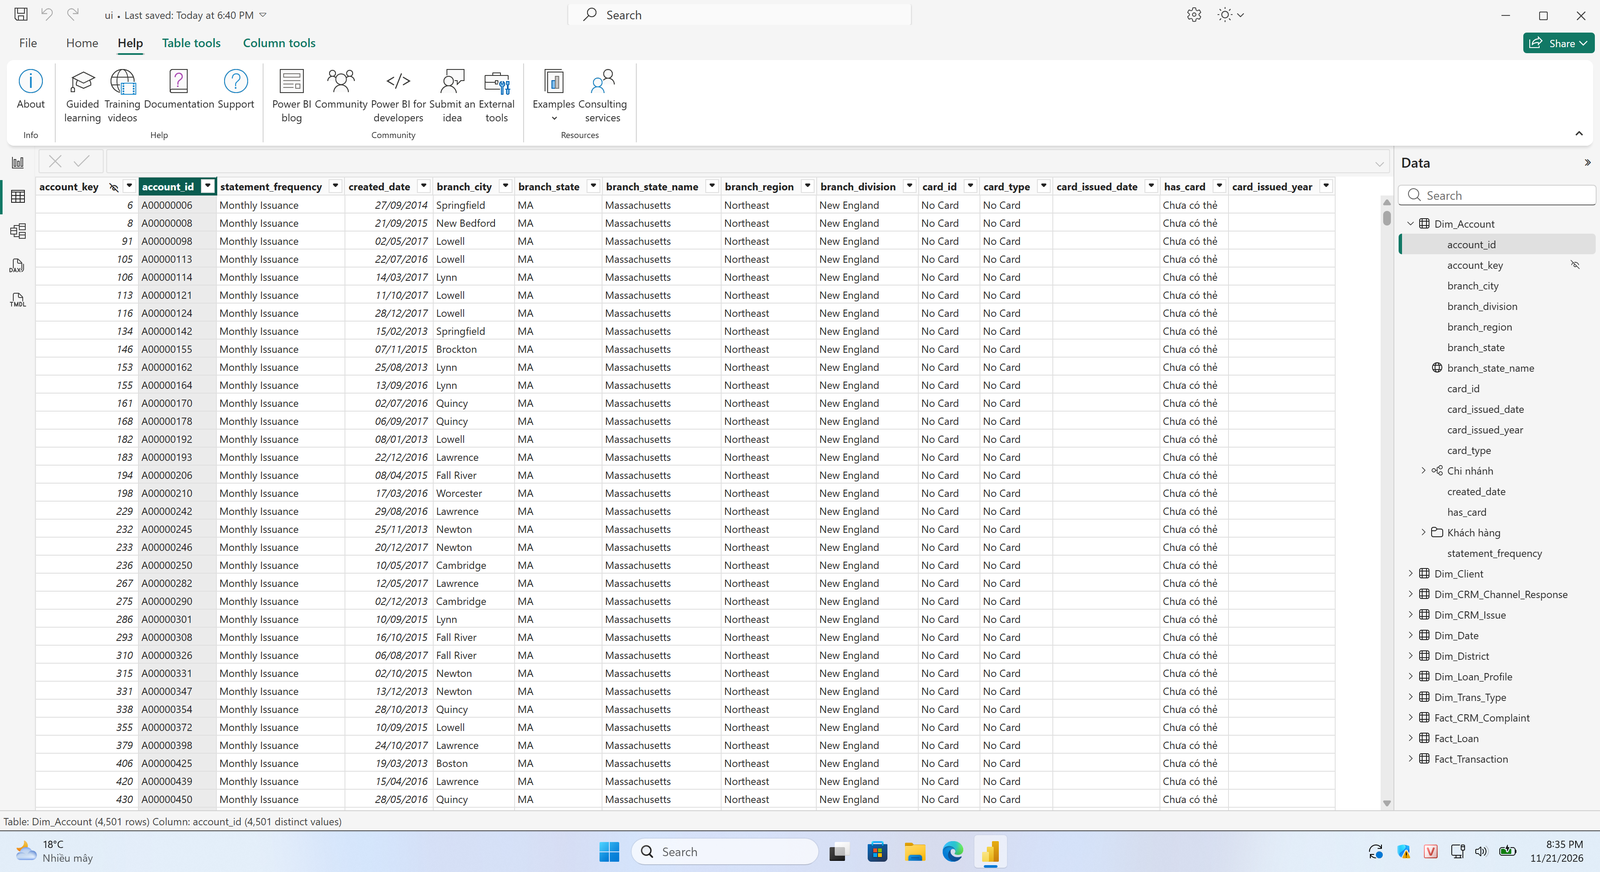 ui • Last saved: Today at 6:40 PM
Search
File Home Help Table tools Column tools
Share
About
Guided learning
Training videos
Documentation
Support
Power BI blog
Community
Power BI for developers
Submit an idea
External tools
Examples
Consulting services
Info Help Community Resources
account_key account_id statement_frequency created_date branch_city branch_state branch_state_name branch_region branch_division card_id card_type card_issued_date has_card card_issued_year
6 A00000006 Monthly Issuance 27/09/2014 Springfield MA Massachusetts Northeast New England No Card No Card Chưa có thẻ
8 A00000008 Monthly Issuance 21/09/2015 New Bedford MA Massachusetts Northeast New England No Card No Card Chưa có thẻ
91 A00000098 Monthly Issuance 02/05/2017 Lowell MA Massachusetts Northeast New England No Card No Card Chưa có thẻ
105 A00000113 Monthly Issuance 22/07/2016 Lowell MA Massachusetts Northeast New England No Card No Card Chưa có thẻ
106 A00000114 Monthly Issuance 14/03/2017 Lynn MA Massachusetts Northeast New England No Card No Card Chưa có thẻ
113 A00000121 Monthly Issuance 11/10/2017 Lowell MA Massachusetts Northeast New England No Card No Card Chưa có thẻ
116 A00000124 Monthly Issuance 28/12/2017 Lowell MA Massachusetts Northeast New England No Card No Card Chưa có thẻ
134 A00000142 Monthly Issuance 15/02/2013 Springfield MA Massachusetts Northeast New England No Card No Card Chưa có thẻ
146 A00000155 Monthly Issuance 07/11/2015 Brockton MA Massachusetts Northeast New England No Card No Card Chưa có thẻ
153 A00000162 Monthly Issuance 25/08/2013 Lynn MA Massachusetts Northeast New England No Card No Card Chưa có thẻ
155 A00000164 Monthly Issuance 13/09/2016 Lynn MA Massachusetts Northeast New England No Card No Card Chưa có thẻ
161 A00000170 Monthly Issuance 02/07/2016 Quincy MA Massachusetts Northeast New England No Card No Card Chưa có thẻ
168 A00000178 Monthly Issuance 06/09/2017 Quincy MA Massachusetts Northeast New England No Card No Card Chưa có thẻ
182 A00000192 Monthly Issuance 08/01/2013 Lowell MA Massachusetts Northeast New England No Card No Card Chưa có thẻ
183 A00000193 Monthly Issuance 22/12/2016 Lawrence MA Massachusetts Northeast New England No Card No Card Chưa có thẻ
194 A00000206 Monthly Issuance 08/04/2015 Fall River MA Massachusetts Northeast New England No Card No Card Chưa có thẻ
198 A00000210 Monthly Issuance 17/03/2016 Worcester MA Massachusetts Northeast New England No Card No Card Chưa có thẻ
229 A00000242 Monthly Issuance 29/08/2016 Lawrence MA Massachusetts Northeast New England No Card No Card Chưa có thẻ
232 A00000245 Monthly Issuance 25/11/2013 Newton MA Massachusetts Northeast New England No Card No Card Chưa có thẻ
233 A00000246 Monthly Issuance 20/12/2017 Newton MA Massachusetts Northeast New England No Card No Card Chưa có thẻ
236 A00000250 Monthly Issuance 10/05/2017 Cambridge MA Massachusetts Northeast New England No Card No Card Chưa có thẻ
267 A00000282 Monthly Issuance 12/05/2017 Lawrence MA Massachusetts Northeast New England No Card No Card Chưa có thẻ
275 A00000290 Monthly Issuance 02/12/2013 Cambridge MA Massachusetts Northeast New England No Card No Card Chưa có thẻ
286 A00000301 Monthly Issuance 10/09/2015 Lynn MA Massachusetts Northeast New England No Card No Card Chưa có thẻ
293 A00000308 Monthly Issuance 16/10/2015 Fall River MA Massachusetts Northeast New England No Card No Card Chưa có thẻ
310 A00000326 Monthly Issuance 06/08/2017 Fall River MA Massachusetts Northeast New England No Card No Card Chưa có thẻ
315 A00000331 Monthly Issuance 02/10/2015 Newton MA Massachusetts Northeast New England No Card No Card Chưa có thẻ
331 A00000347 Monthly Issuance 13/12/2013 Newton MA Massachusetts Northeast New England No Card No Card Chưa có thẻ
338 A00000354 Monthly Issuance 28/10/2013 Quincy MA Massachusetts Northeast New England No Card No Card Chưa có thẻ
355 A00000372 Monthly Issuance 10/09/2015 Lowell MA Massachusetts Northeast New England No Card No Card Chưa có thẻ
379 A00000398 Monthly Issuance 24/10/2017 Lawrence MA Massachusetts Northeast New England No Card No Card Chưa có thẻ
406 A00000425 Monthly Issuance 19/03/2013 Boston MA Massachusetts Northeast New England No Card No Card Chưa có thẻ
420 A00000439 Monthly Issuance 15/04/2016 Lawrence MA Massachusetts Northeast New England No Card No Card Chưa có thẻ
430 A00000450 Monthly Issuance 28/05/2016 Quincy MA Massachusetts Northeast New England No Card No Card Chưa có thẻ
DAX
TMDL
Data
Search
Dim_Account
account_id
account_key
branch_city
branch_division
branch_region
branch_state
branch_state_name
card_id
card_issued_date
card_issued_year
card_type
Chi nhánh
created_date
has_card
Khách hàng
statement_frequency
Dim_Client
Dim_CRM_Channel_Response
Dim_CRM_Issue
Dim_Date
Dim_District
Dim_Loan_Profile
Dim_Trans_Type
Fact_CRM_Complaint
Fact_Loan
Fact_Transaction
Table: Dim_Account (4,501 rows) Column: account_id (4,501 distinct values)
18°C
Nhiều mây
Search
V
8:35 PM
11/21/2026